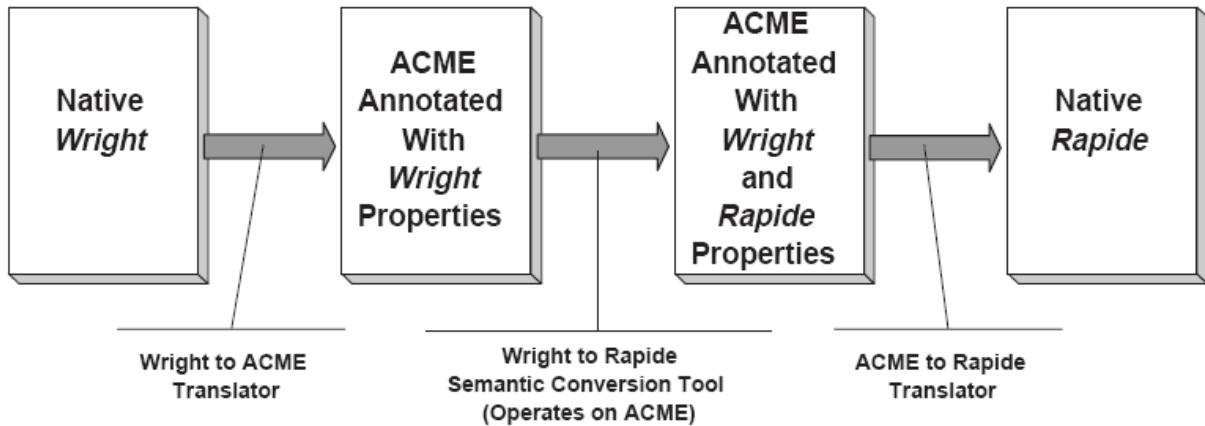 Native
Wright
ACME
Annotated
With
Wright
Properties
ACME
Annotated
With
Wright
and
Rapide
Properties
Native
Rapide
Wright to ACME
Translator
Wright to Rapide
Semantic Conversion Tool
(Operates on ACME)
ACME to Rapide
Translator